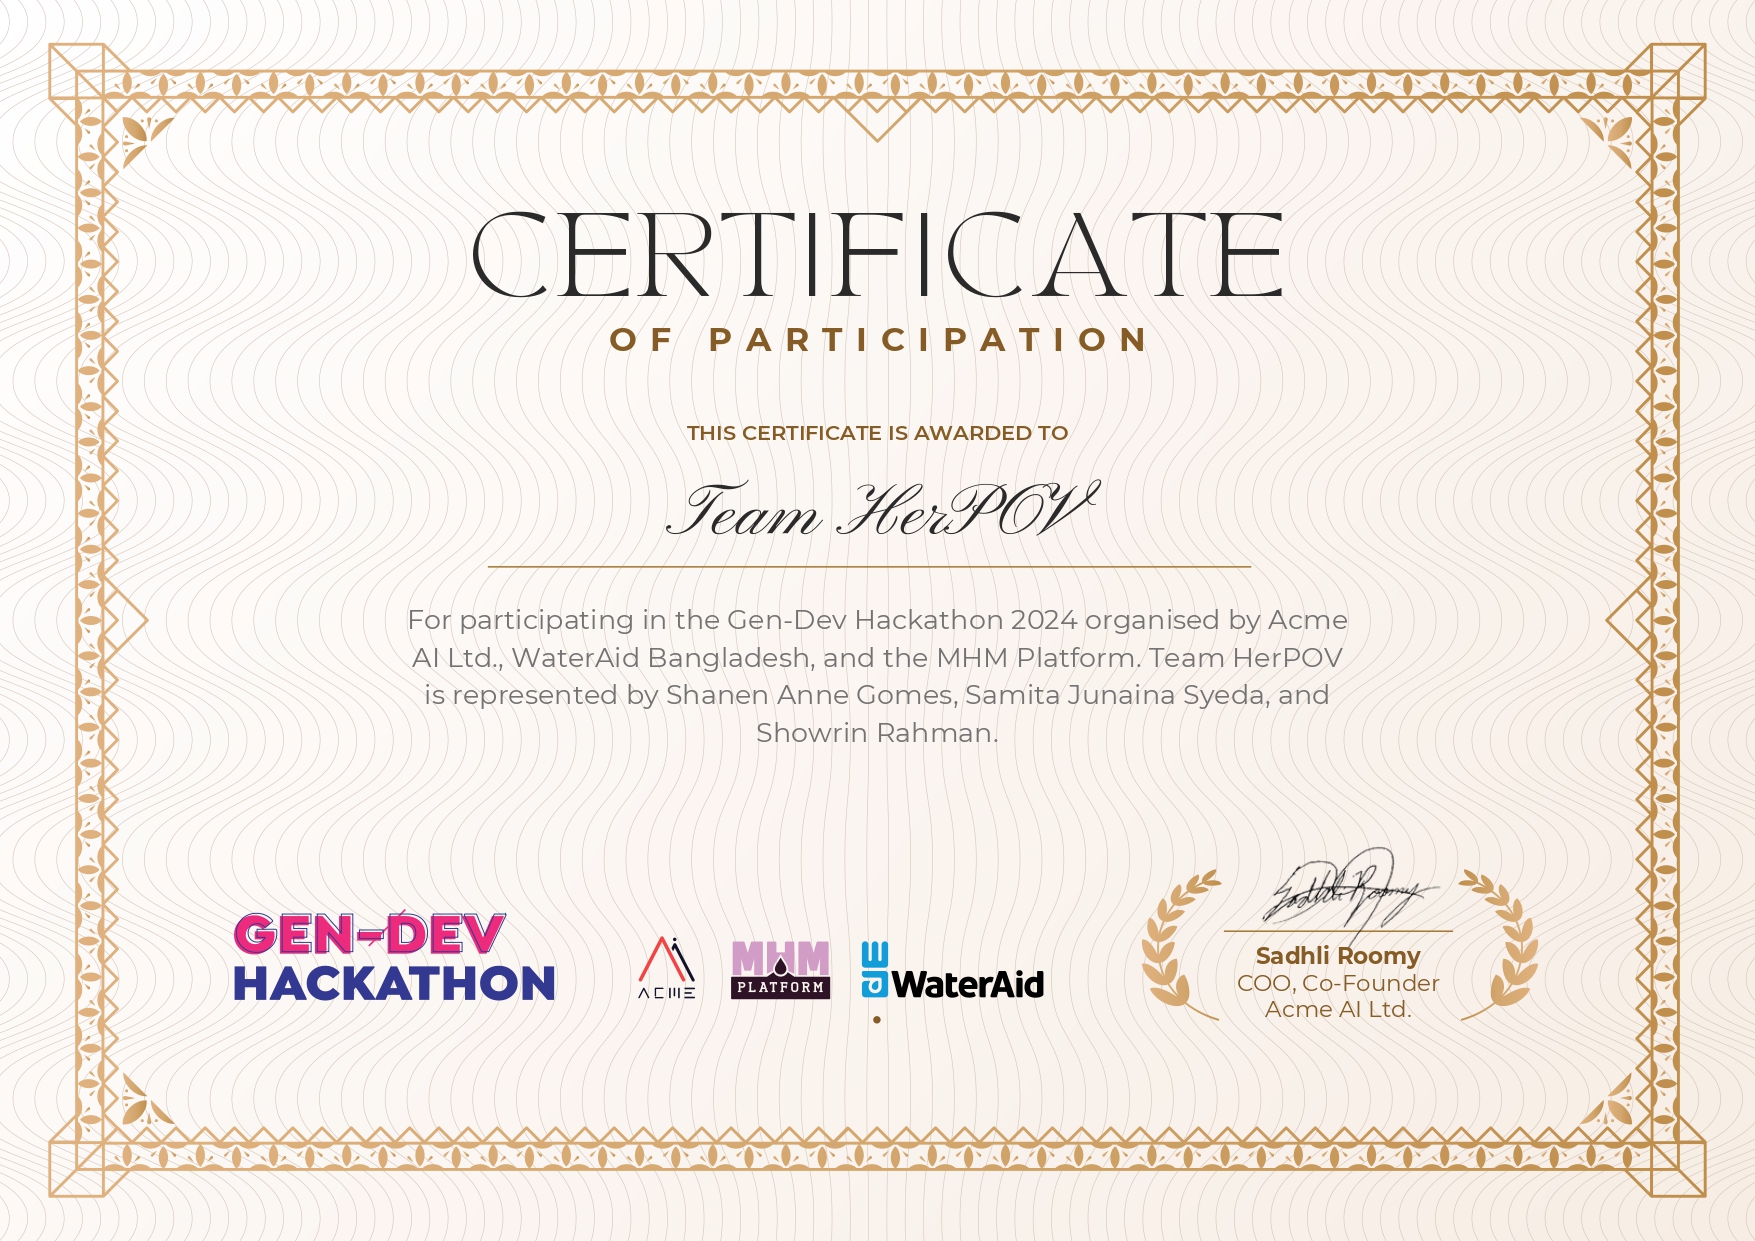 CERTIFICATE
OF PARTICIPATION
THIS CERTIFICATE IS AWARDED TO
Team HerPOV
For participating in the Gen-Dev Hackathon 2024 organised by Acme
AI Ltd., WaterAid Bangladesh, and the MHM Platform. Team HerPOV
is represented by Shanen Anne Gomes, Samita Junaina Syeda, and
Showrin Rahman.
GEN-DEV
HACKATHON
ACME
MHM
PLATFORM
WaterAid
Sadhli Roomy
Sadhli Roomy
COO, Co-Founder
Acme AI Ltd.